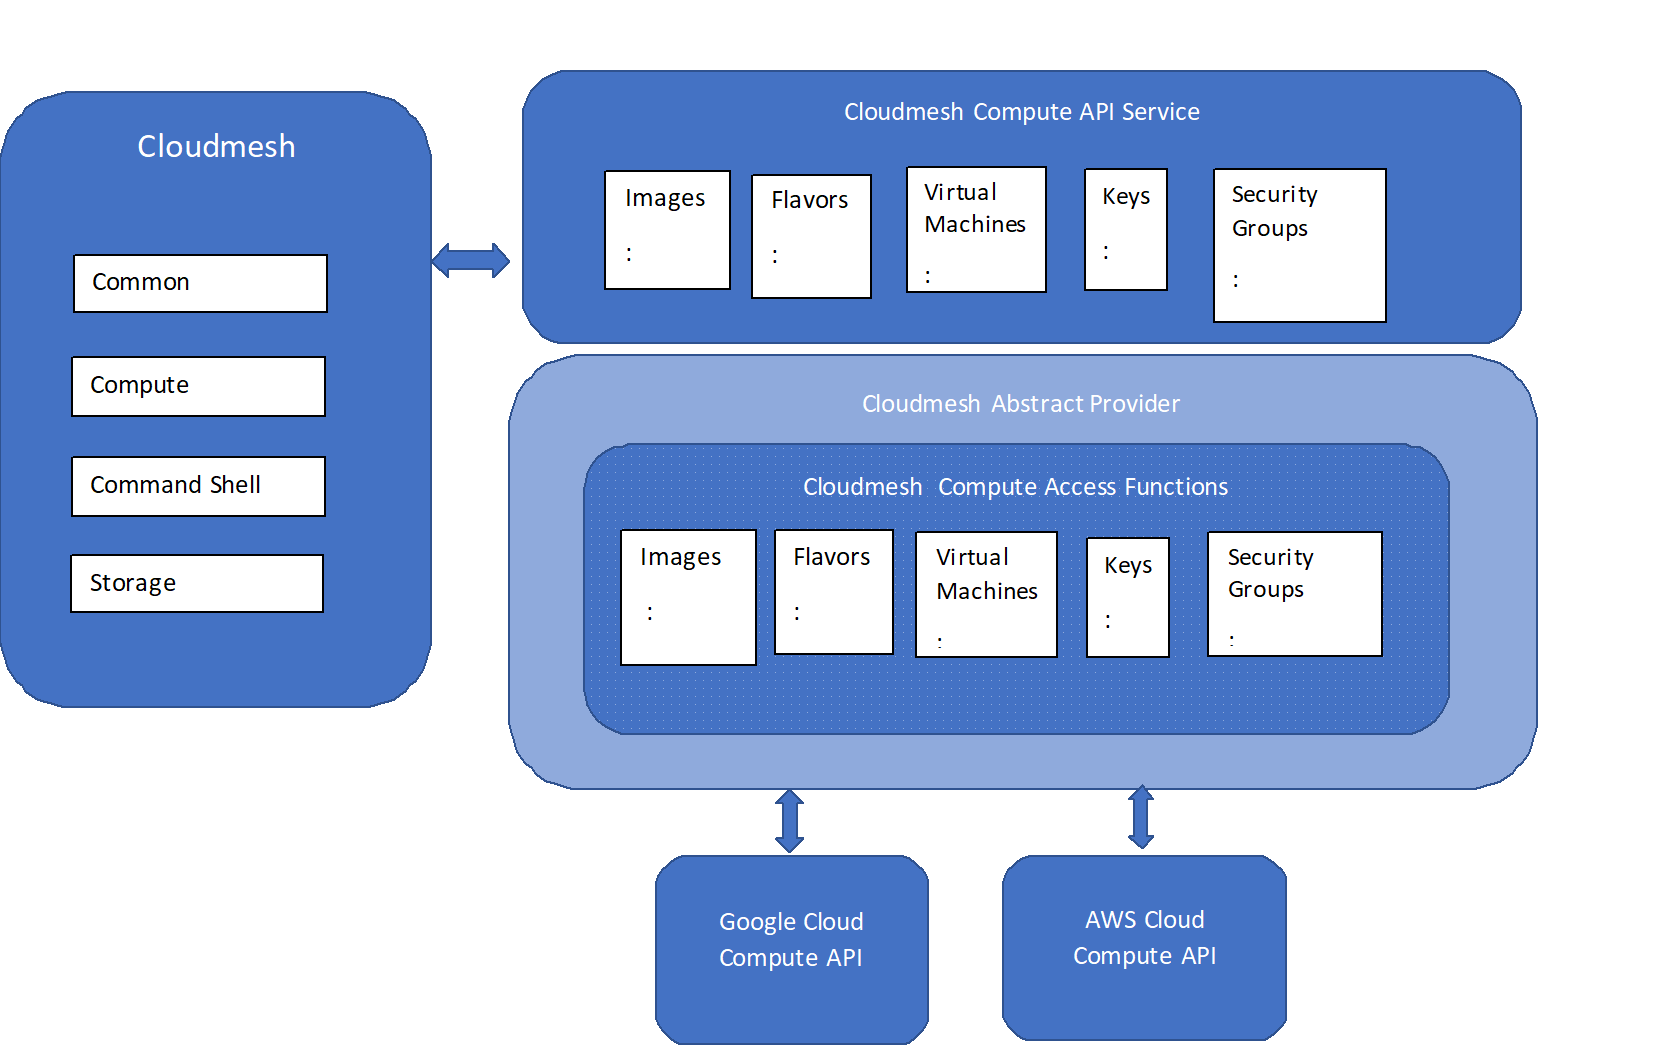 Cloudmesh
Common
Compute
Command Shell
Storage
Cloudmesh Compute API Service
Images
:
Flavors
:
Virtual
Machines
:
Keys
:
Security
Groups
:
Cloudmesh Abstract Provider
Cloudmesh Compute Access Functions
Images
:
Flavors
:
Virtual
Machines
:
Keys
:
Security
Groups
:
Google Cloud
Compute API
AWS Cloud
Compute API